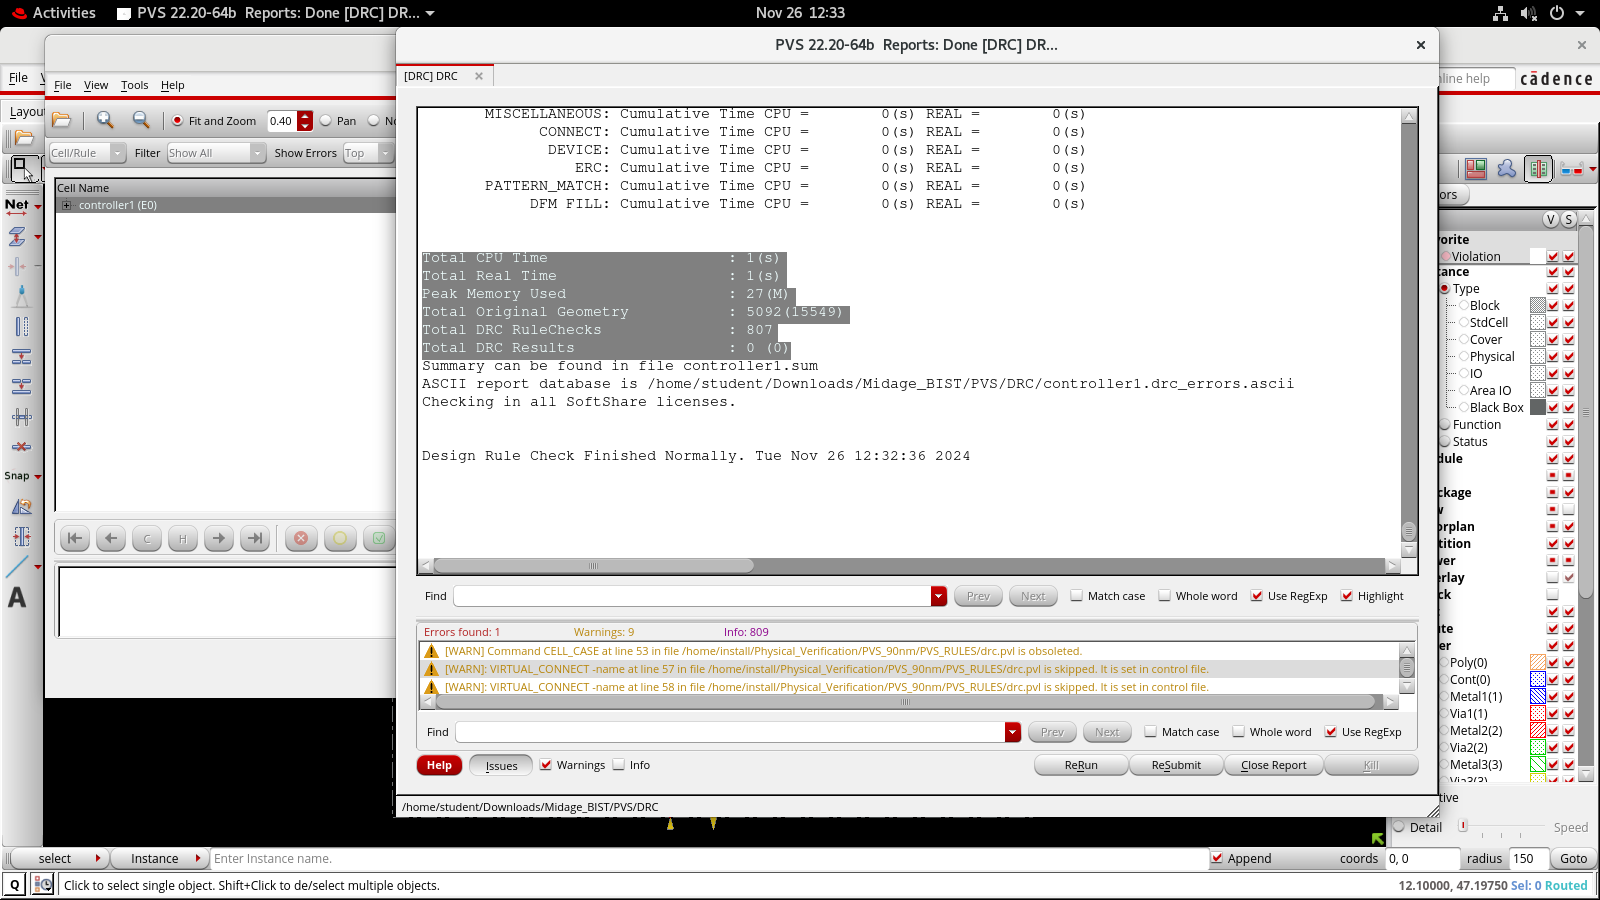 Activities
PVS 22.20-64b Reports: Done [DRC] DR...
Nov 26 12:33
PVS 22.20-64b Reports: Done [DRC] DR...
File
File View Tools Help
[DRC] DRC
cādence
Layou
Fit and Zoom 0.40 Pan
Cell/Rule Filter Show All Show Errors Top
Cell Name
controller1 (E0)
Net
Snap
C H
MISCELLANEOUS: Cumulative Time CPU = 0(s) REAL = 0(s)
CONNECT: Cumulative Time CPU = 0(s) REAL = 0(s)
DEVICE: Cumulative Time CPU = 0(s) REAL = 0(s)
ERC: Cumulative Time CPU = 0(s) REAL = 0(s)
PATTERN_MATCH: Cumulative Time CPU = 0(s) REAL = 0(s)
DFM FILL: Cumulative Time CPU = 0(s) REAL = 0(s)
Total CPU Time : 1(s)
Total Real Time : 1(s)
Peak Memory Used : 27(M)
Total Original Geometry : 5092(15549)
Total DRC RuleChecks : 807
Total DRC Results : 0 (0)
Summary can be found in file controller1.sum
ASCII report database is /home/student/Downloads/Midage_BIST/PVS/DRC/controller1.drc_errors.ascii
Checking in all SoftShare licenses.
Design Rule Check Finished Normally. Tue Nov 26 12:32:36 2024
Find Prev Next Match case Whole word Use RegExp Highlight
Errors found: 1 Warnings: 9 Info: 809
[WARN] Command CELL_CASE at line 53 in file /home/install/Physical_Verification/PVS_90nm/PVS_RULES/drc.pvl is obsoleted.
[WARN]: VIRTUAL_CONNECT -name at line 57 in file /home/install/Physical_Verification/PVS_90nm/PVS_RULES/drc.pvl is skipped. It is set in control file.
[WARN]: VIRTUAL_CONNECT -name at line 58 in file /home/install/Physical_Verification/PVS_90nm/PVS_RULES/drc.pvl is skipped. It is set in control file.
Find Prev Next Match case Whole word Use RegExp
Help Issues Warnings Info ReRun ReSubmit Close Report Kill
/home/student/Downloads/Midage_BIST/PVS/DRC
line help
ors
V S
vorite
Violation
tance
Type
Block
StdCell
Cover
Physical
IO
Area IO
Black Box
Function
Status
dule
ckage
w
orplan
tition
wer
erlay
ck
ute
er
Poly(0)
Cont(0)
Metal1(1)
Via1(1)
Metal2(2)
Via2(2)
Metal3(3)
Via3(3)
tive
Detail Speed
select Instance Enter Instance name. Append coords 0, 0 radius 150 Goto
Q Click to select single object. Shift+Click to de/select multiple objects. 12.10000, 47.19750 Sel: 0 Routed